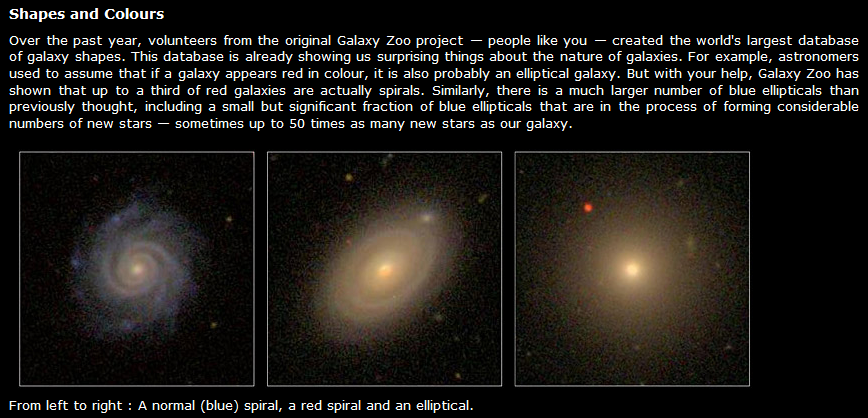 Shapes and Colours
Over the past year, volunteers from the original Galaxy Zoo project — people like you — created the world's largest database
of galaxy shapes. This database is already showing us surprising things about the nature of galaxies. For example, astronomers
used to assume that if a galaxy appears red in colour, it is also probably an elliptical galaxy. But with your help, Galaxy Zoo has
shown that up to a third of red galaxies are actually spirals. Similarly, there is a much larger number of blue ellipticals than
previously thought, including a small but significant fraction of blue ellipticals that are in the process of forming considerable
numbers of new stars — sometimes up to 50 times as many new stars as our galaxy.
From left to right : A normal (blue) spiral, a red spiral and an elliptical.